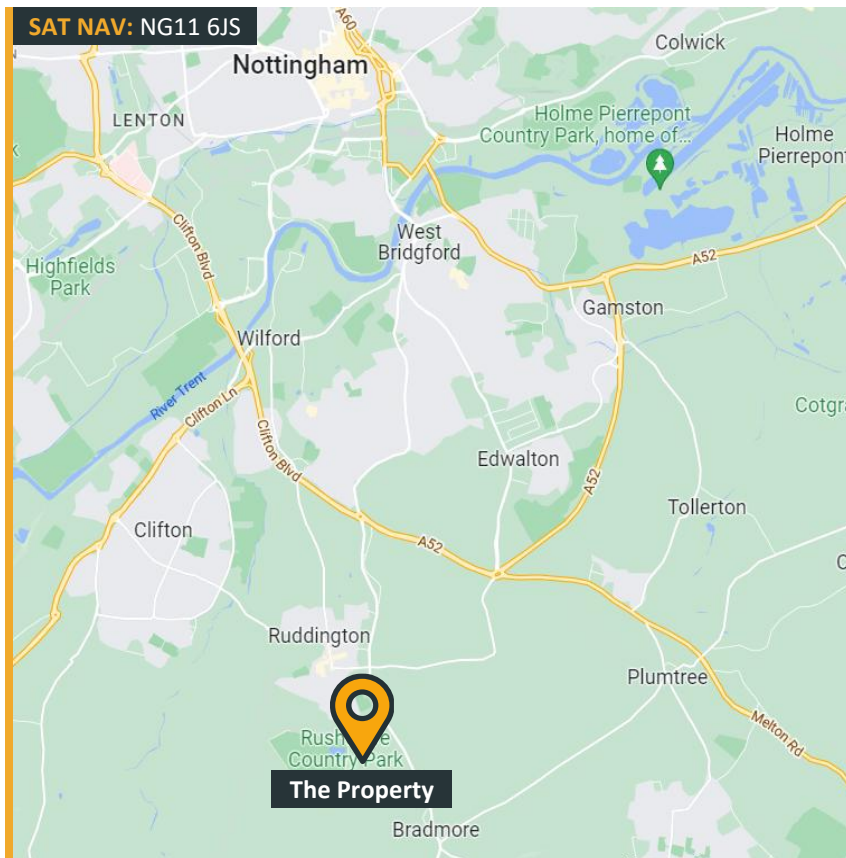 SAT NAV: NG11 6JS
A60
Colwick
Nottingham
LENTON
Holme Pierrepont
Country Park, home of...
Holme
Pierrepont
Clifton Blvd
West
Bridgford
A52
Highfields
Park
Gamston
Wilford
River Trent
Clifton Ln
Cotgra
Clifton Blvd
Edwalton
A52
Tollerton
Clifton
A52
Ruddington
Plumtree
Melton Rd
Country Park
The Property
Bradmore